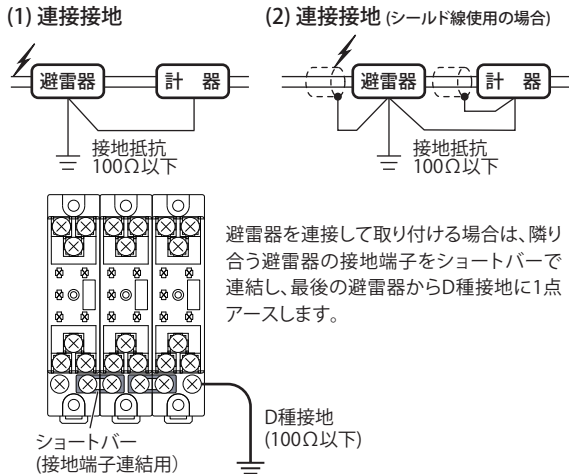 (1) 連接接地
(2) 連接接地 (シールド線使用の場合)
避雷器
計 器
避雷器
計 器
接地抵抗
100Ω以下
接地抵抗
100Ω以下
避雷器を連接して取り付ける場合は、隣り
合う避雷器の接地端子をショートバーで
連結し、最後の避雷器からD種接地に1点
アースします。
D種接地
(100Ω以下)
ショートバー
(接地端子連結用)